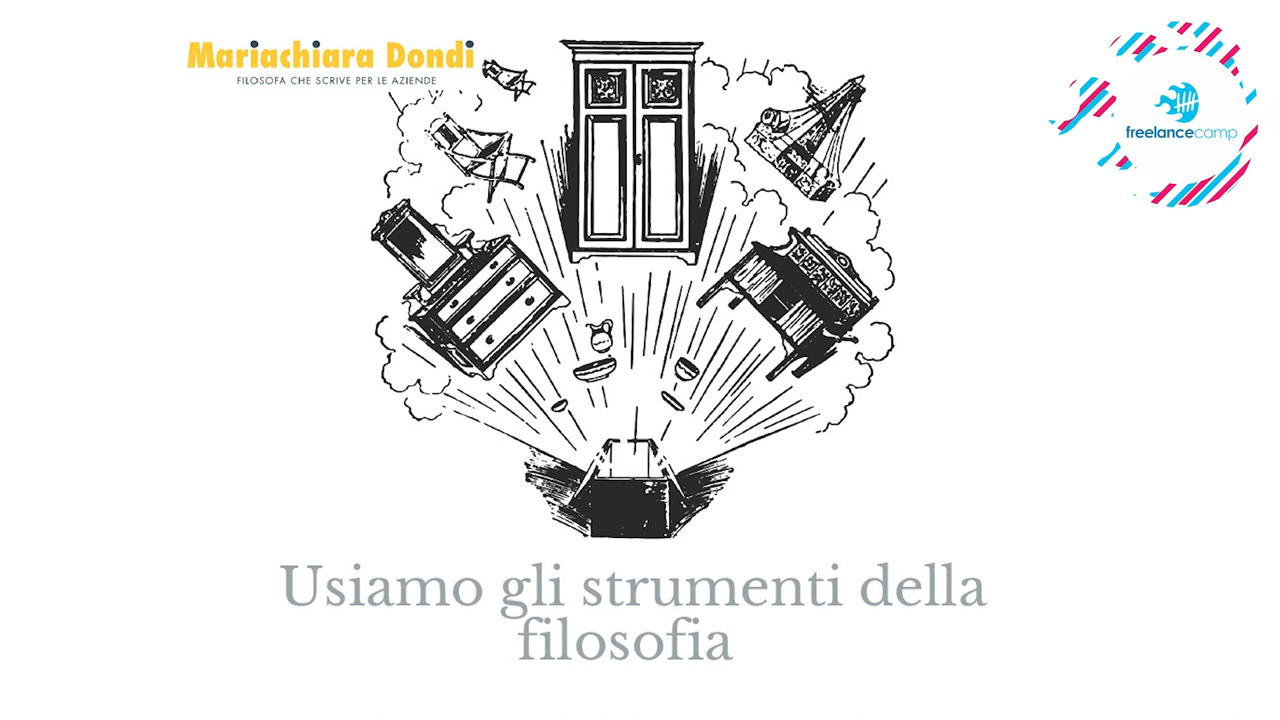 Mariachiara Dondi
FILOSOFA CHE SCRIVE PER LE AZIENDE
freelancecamp
Usiamo gli strumenti della
filosofia